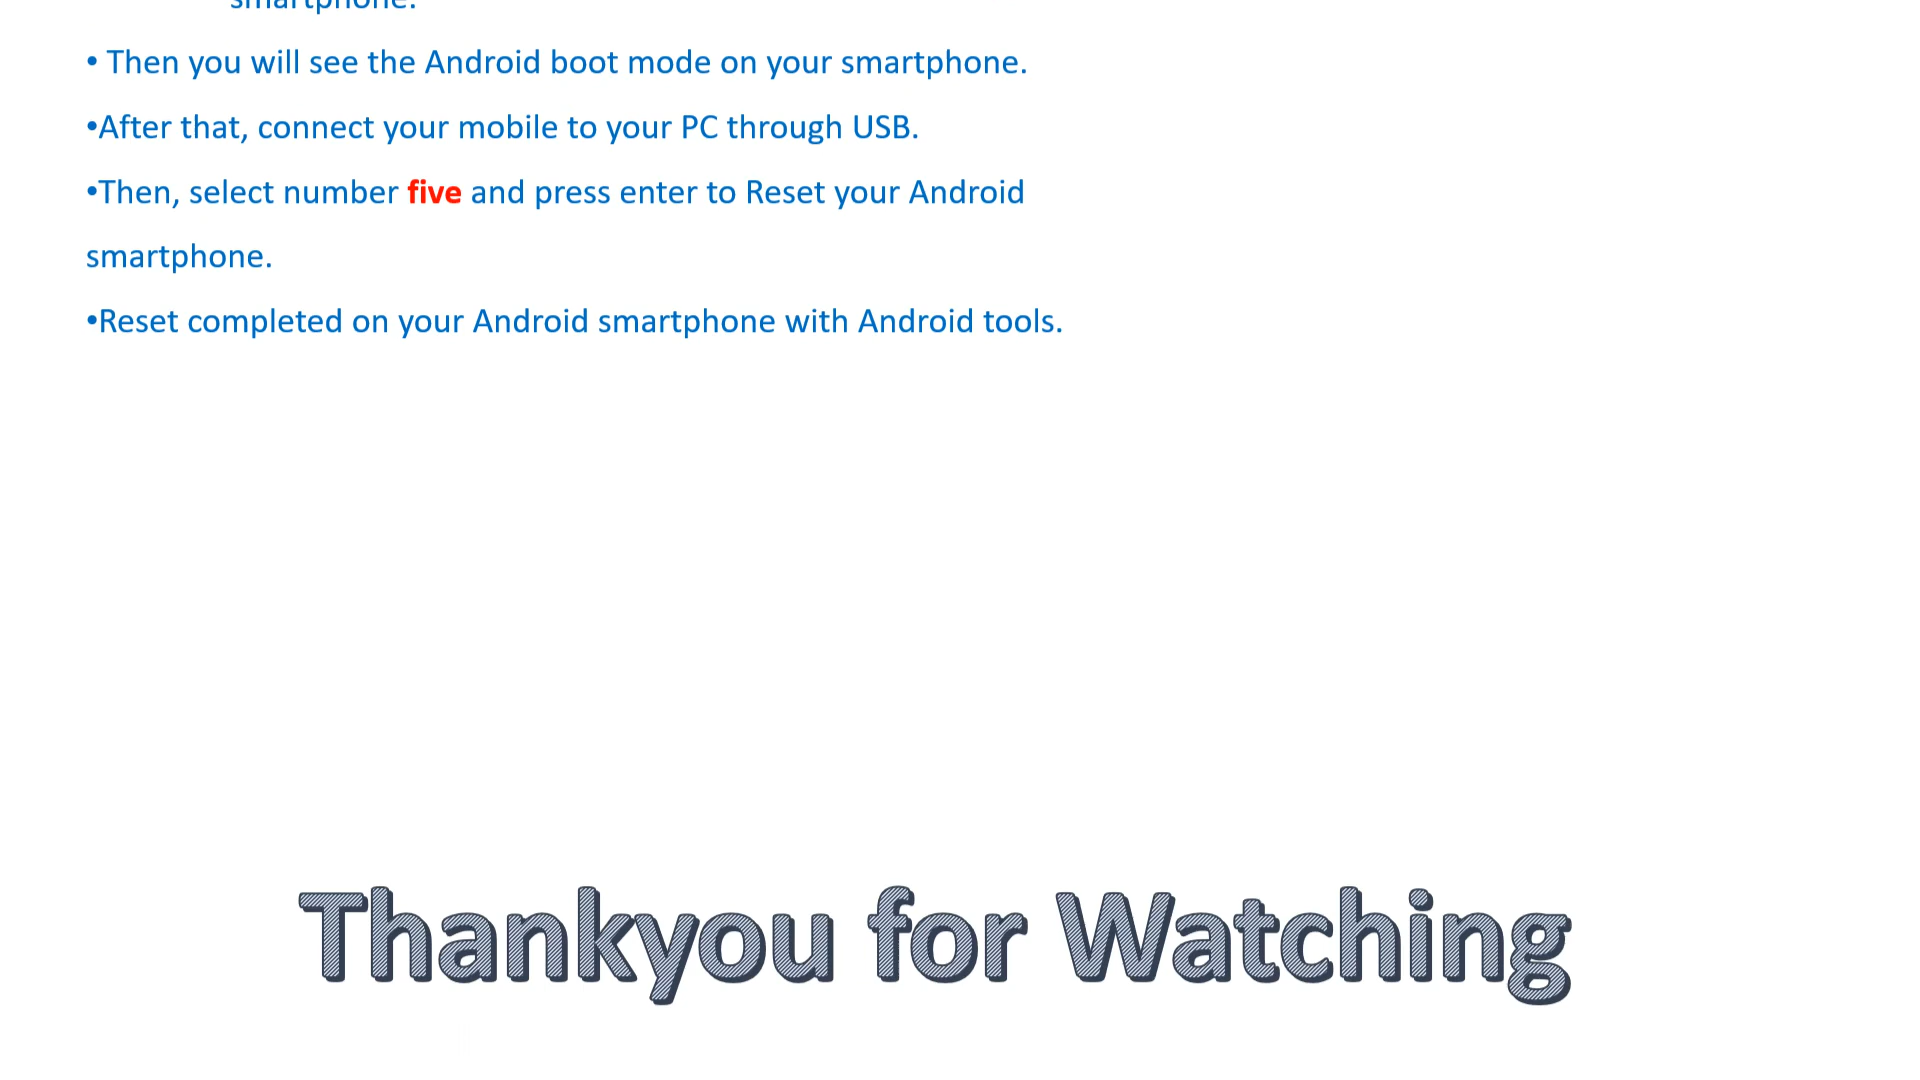 smartphone.
• Then you will see the Android boot mode on your smartphone.
•After that, connect your mobile to your PC through USB.
•Then, select number five and press enter to Reset your Android
smartphone.
•Reset completed on your Android smartphone with Android tools.
Thankyou for Watching